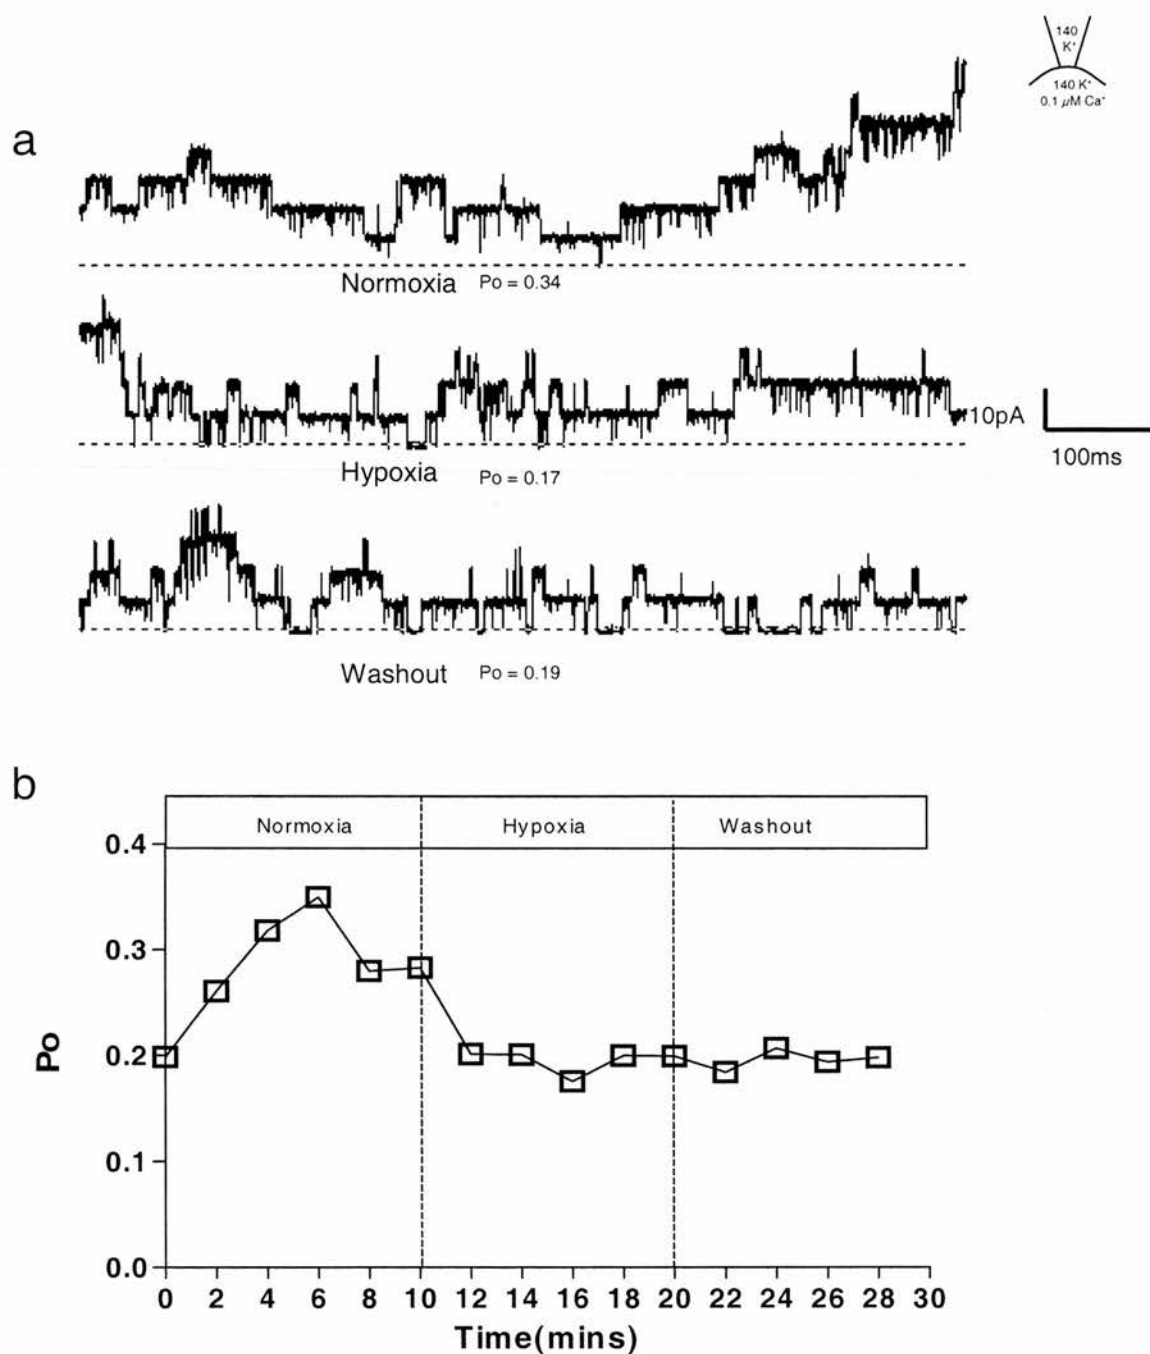 140
K⁺
140 K⁺
0.1 µM Ca⁺
a
Normoxia Po = 0.34
10pA
100ms
Hypoxia Po = 0.17
Washout Po = 0.19
b
Normoxia Hypoxia Washout
0.4
0.3
0.2
0.1
0.0
Po
0 2 4 6 8 10 12 14 16 18 20 22 24 26 28 30
Time(mins)